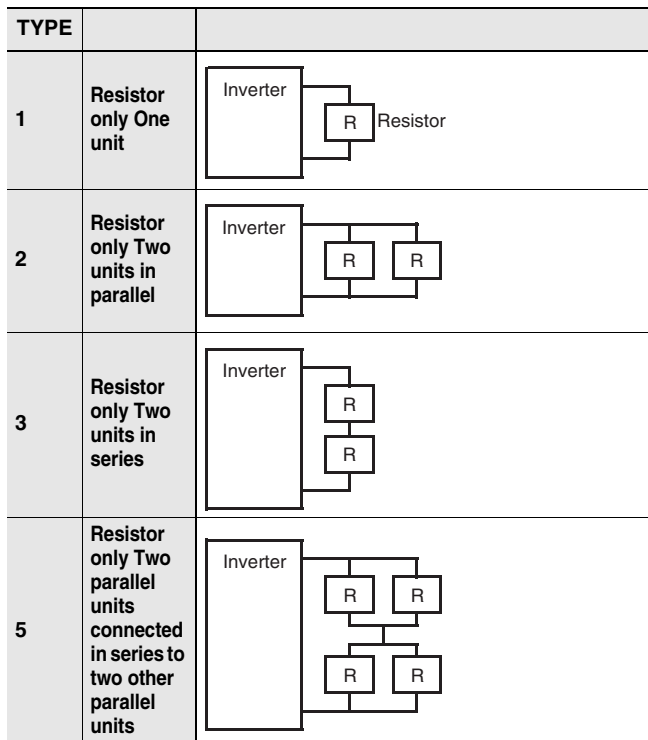 TYPE
1
Resistor
only One
unit
Inverter
R
Resistor
2
Resistor
only Two
units in
parallel
Inverter
R
R
3
Resistor
only Two
units in
series
Inverter
R
R
5
Resistor
only Two
parallel
units
connected
in series to
two other
parallel
units
Inverter
R
R
R
R